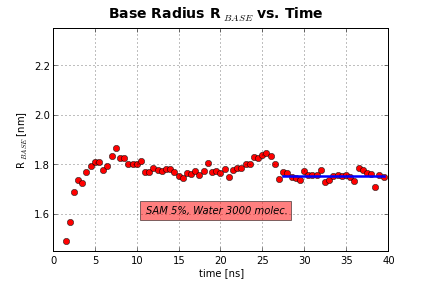 Base Radius R BASE vs. Time
R BASE [nm]
2.2
2.0
1.8
1.6
SAM 5%, Water 3000 molec.
0 5 10 15 20 25 30 35 40
time [ns]